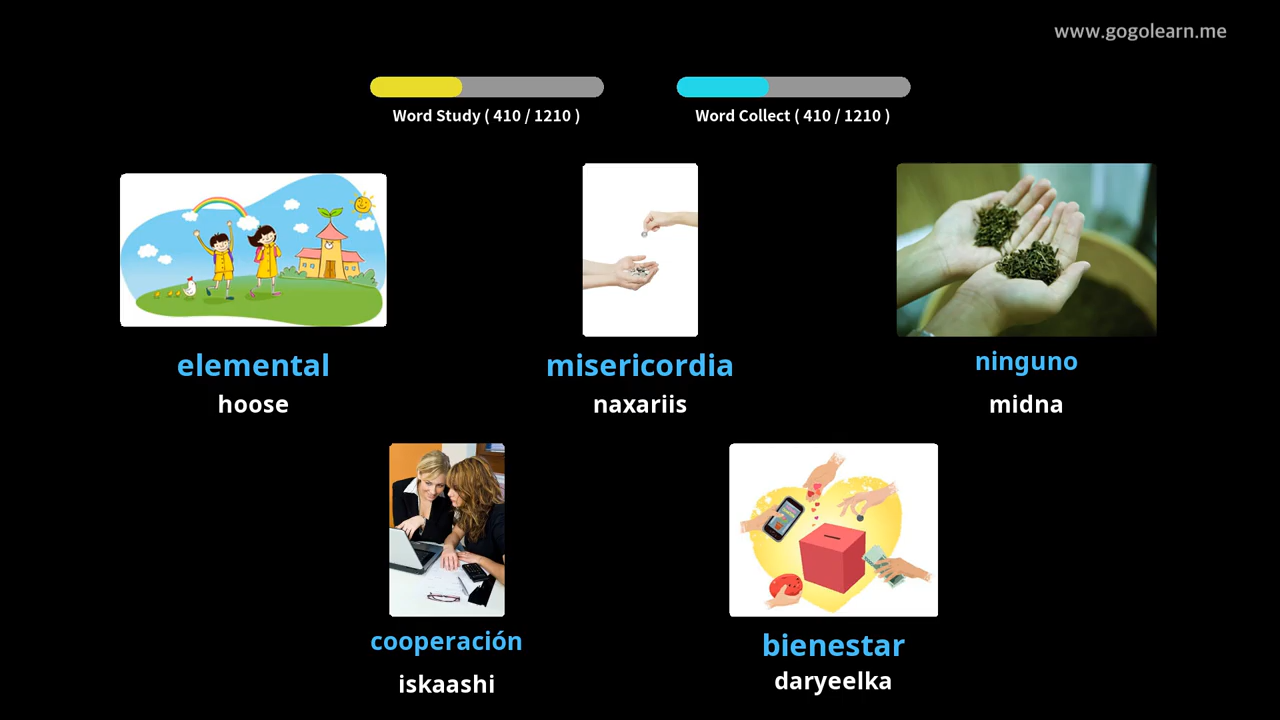 www.gogolearn.me
Word Study ( 410 / 1210 )
Word Collect ( 410 / 1210 )
elemental
hoose
misericordia
naxariis
ninguno
midna
cooperación
iskaashi
bienestar
daryeelka